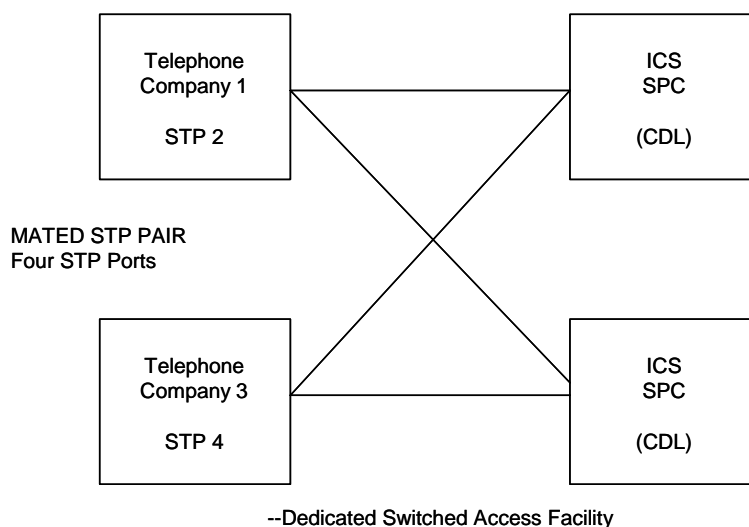 Telephone
Company 1
STP 2
ICS
SPC
(CDL)
MATED STP PAIR
Four STP Ports
Telephone
Company 3
STP 4
ICS
SPC
(CDL)
--Dedicated Switched Access Facility